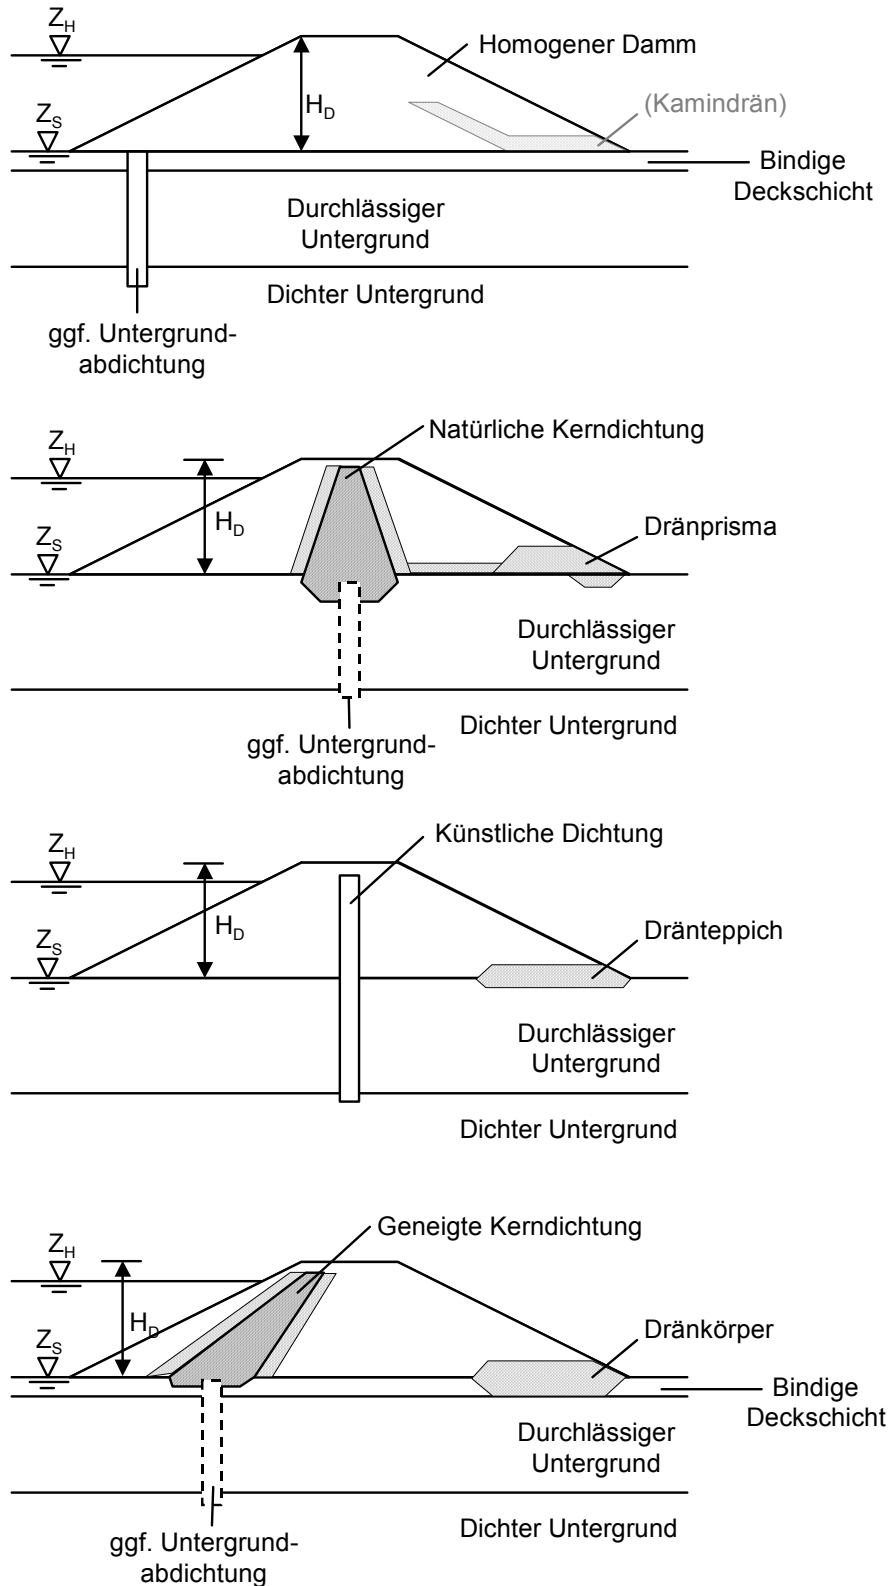 Z_H
Homogener Damm
H_D
(Kamindrän)
Z_S
Bindige
Deckschicht
Durchlässiger
Untergrund
Dichter Untergrund
ggf. Untergrund-
abdichtung
Natürliche Kerndichtung
Z_H
H_D
Dränprisma
Z_S
Durchlässiger
Untergrund
Dichter Untergrund
ggf. Untergrund-
abdichtung
Künstliche Dichtung
Z_H
H_D
Dränteppich
Z_S
Durchlässiger
Untergrund
Dichter Untergrund
Geneigte Kerndichtung
Z_H
H_D
Dränkörper
Z_S
Bindige
Deckschicht
Durchlässiger
Untergrund
Dichter Untergrund
ggf. Untergrund-
abdichtung